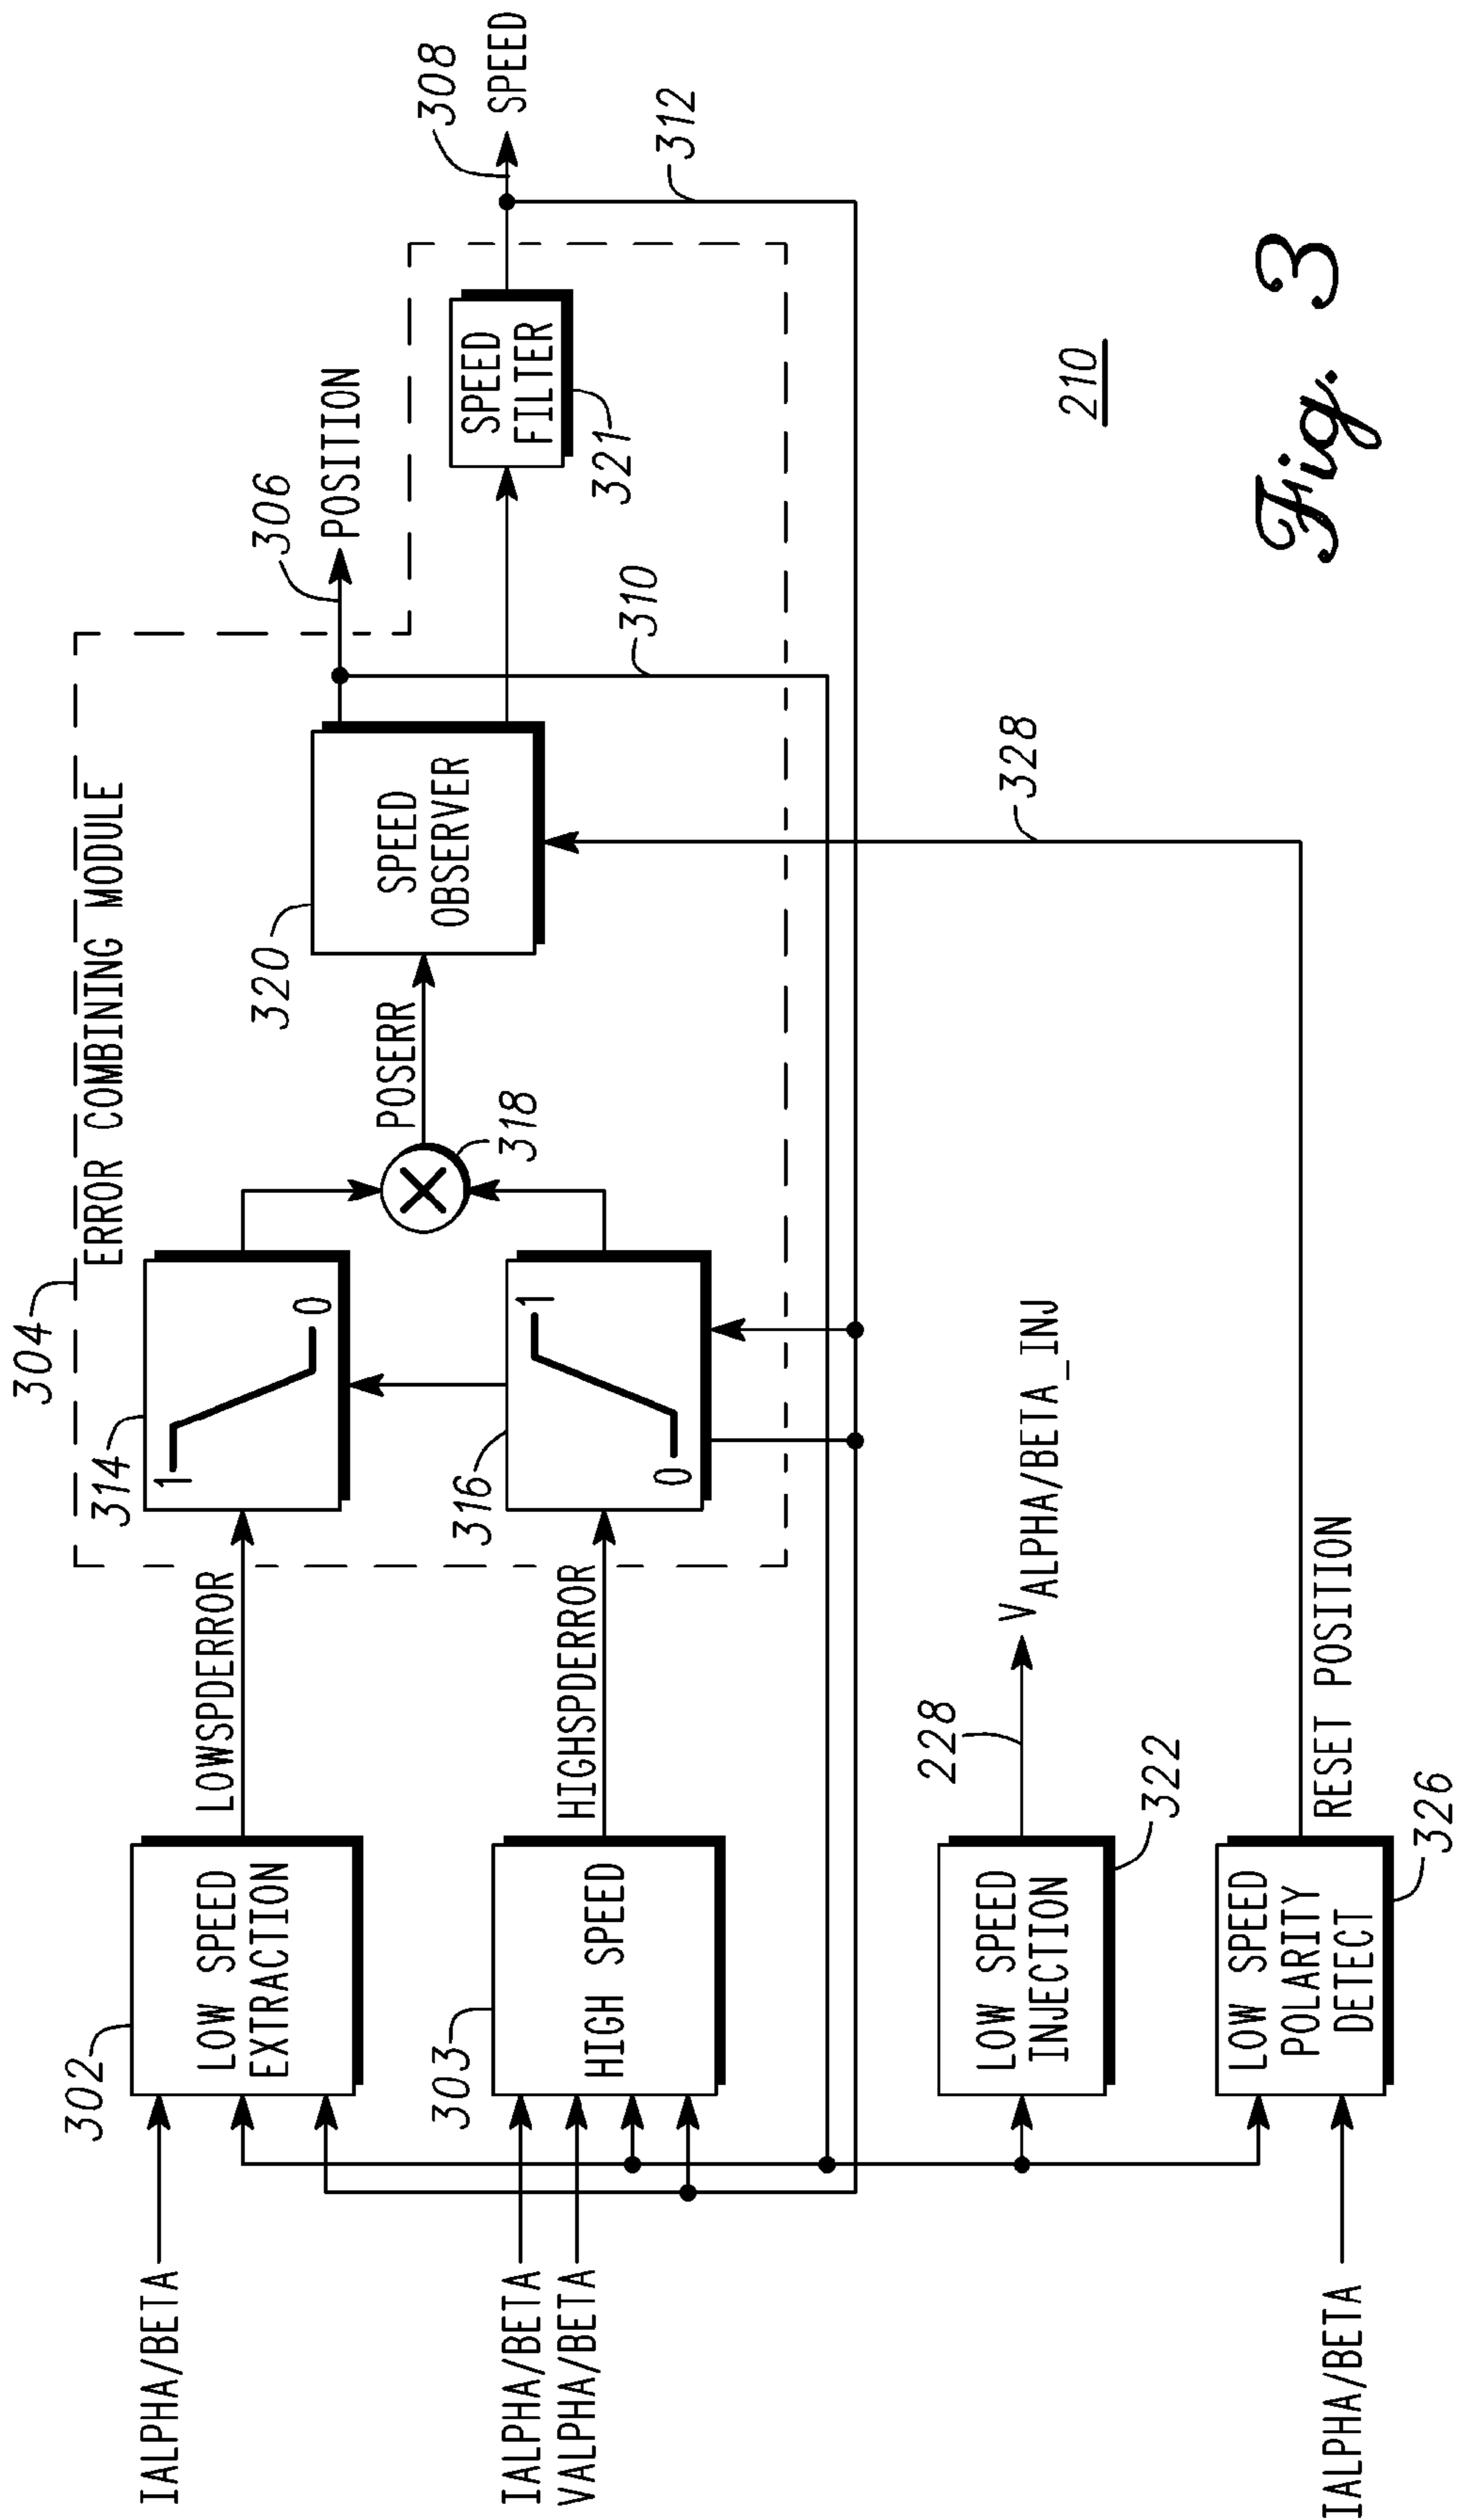 304
ERROR COMBINING MODULE
302
IALPHA/BETA
LOW SPEED
EXTRACTION
LOWSPDERROR
314
1
0
320
SPEED
OBSERVER
306
POSITION
POSERR
318
303
IALPHA/BETA
VALPHA/BETA
HIGH SPEED
HIGHSPDERROR
316
0
1
SPEED
FILTER
321
308
SPEED
310
312
228
LOW SPEED
INJECTION
VALPHA/BETA_INJ
322
328
IALPHA/BETA
LOW SPEED
POLARITY
DETECT
RESET POSITION
326
210
Fig. 3